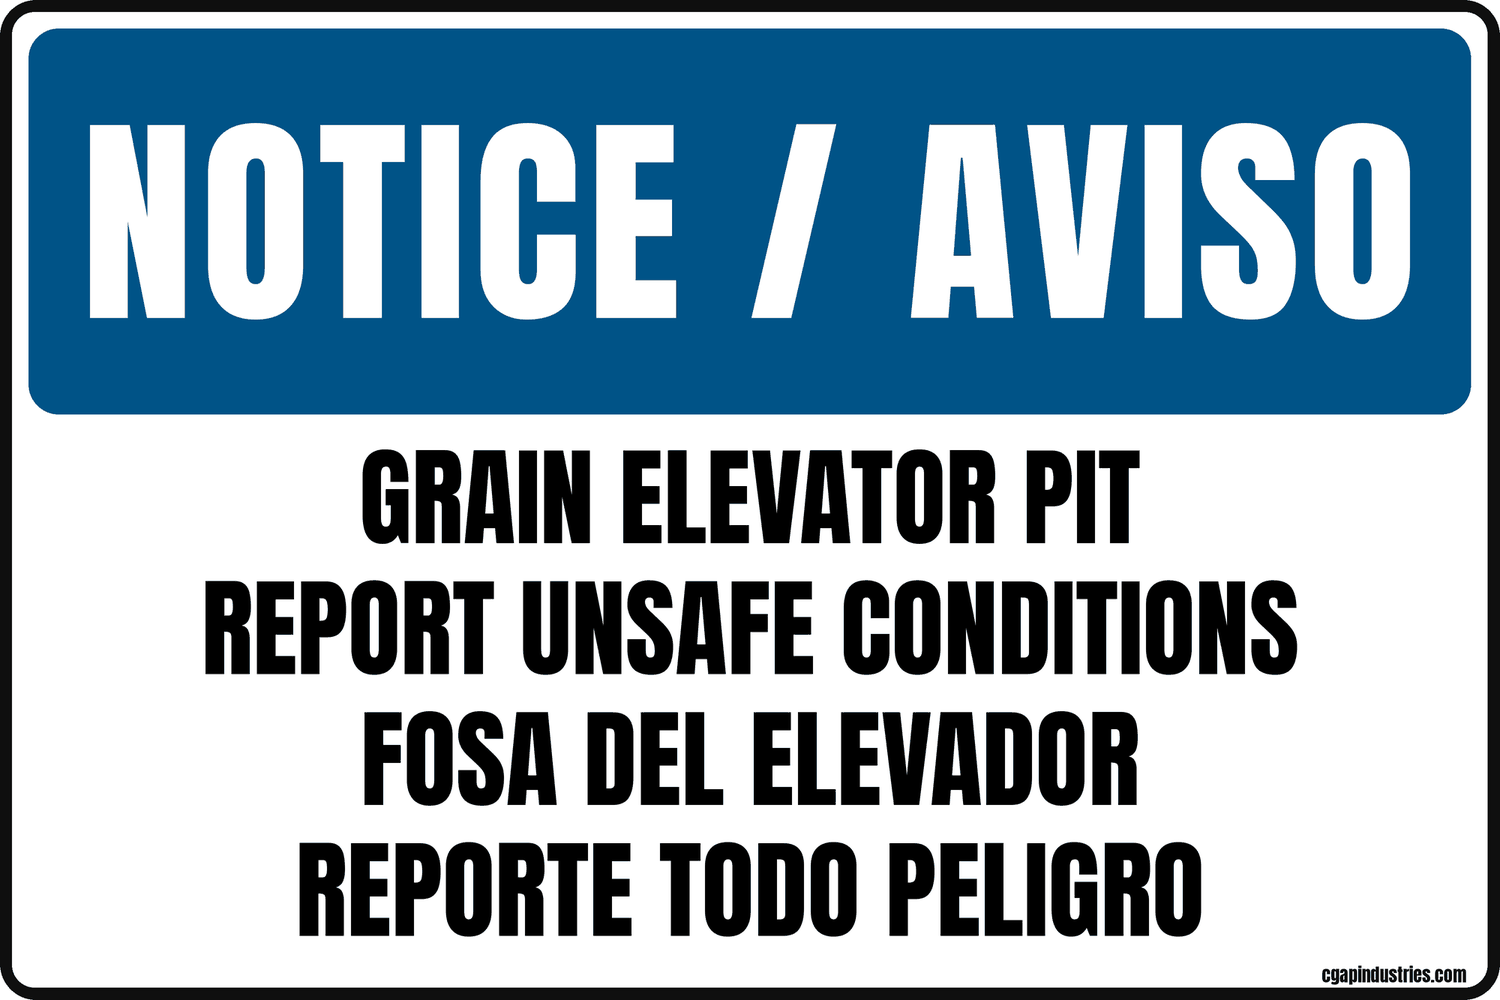 NOTICE / AVISO
GRAIN ELEVATOR PIT
REPORT UNSAFE CONDITIONS
FOSA DEL ELEVADOR
REPORTE TODO PELIGRO
cgapindustries.com